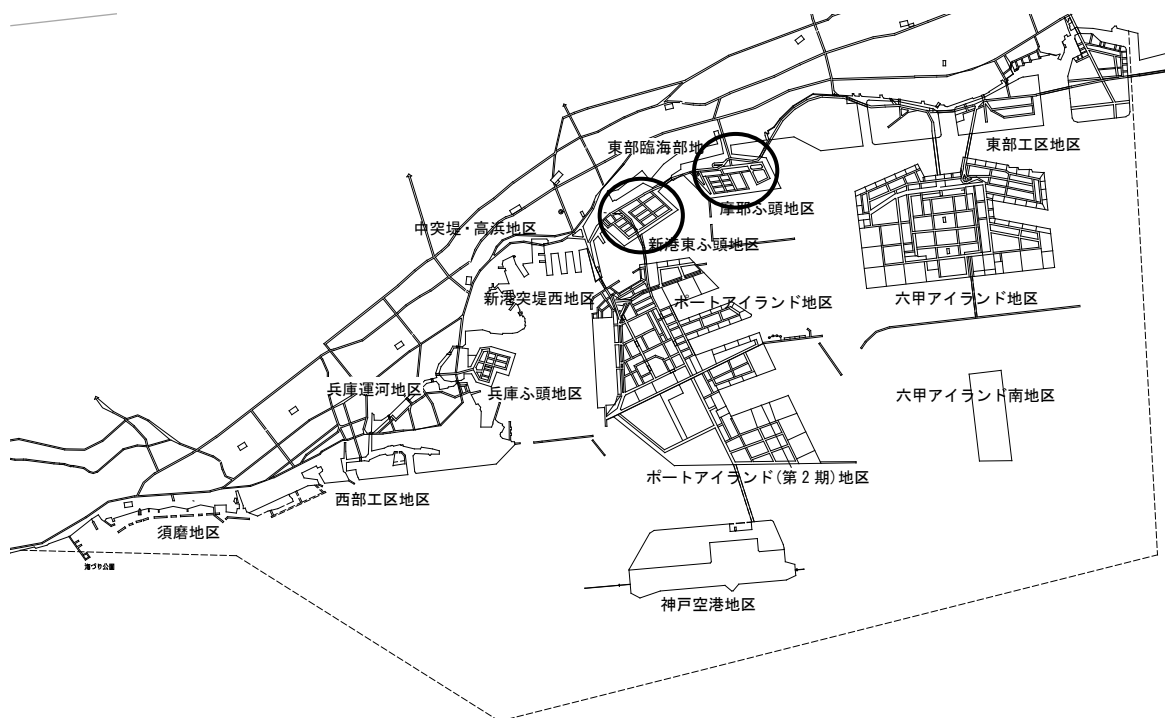 東部臨海部地
東部工区地区
摩耶ふ頭地区
中突堤・高浜地区
新港東ふ頭地区
新港突堤西地区
ポートアイランド地区
六甲アイランド地区
兵庫運河地区
兵庫ふ頭地区
六甲アイランド南地区
ポートアイランド(第2期)地区
西部工区地区
須磨地区
海づり公園
神戸空港地区